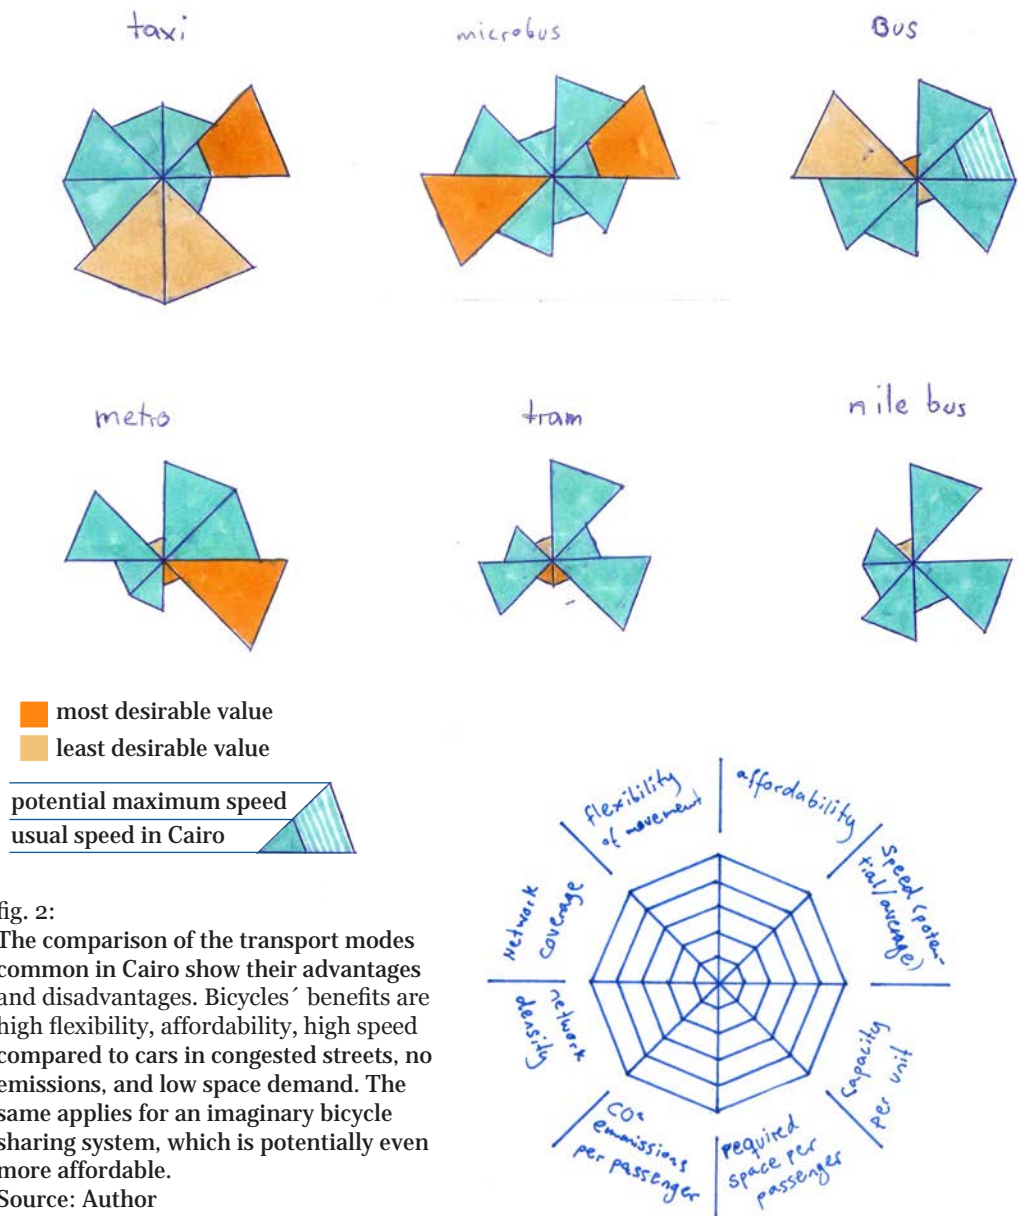 taxi
microbus
Bus
metro
tram
nile bus
most desirable value
least desirable value
potential maximum speed
usual speed in Cairo
fig. 2:
The comparison of the transport modes
common in Cairo show their advantages
and disadvantages. Bicycles´ benefits are
high flexibility, affordability, high speed
compared to cars in congested streets, no
emissions, and low space demand. The
same applies for an imaginary bicycle
sharing system, which is potentially even
more affordable.
Source: Author
flexibility
of movement
affordability
Speed (poten-
tial/average)
capacity
per unit
required
space per
passenger
CO²
emmissions
per passenger
network
density
Network
coverage